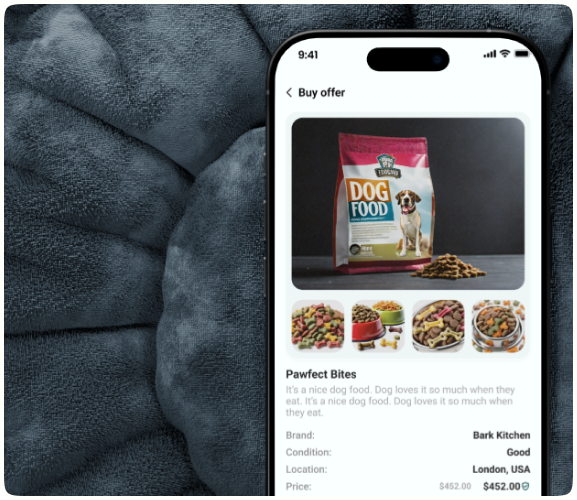 9:41
Buy offer
DOG
FOOD
Pawfect Bites
It's a nice dog food. Dog loves it so much when they
eat. It's a nice dog food. Dog loves it so much when
they eat.
Brand: Bark Kitchen
Condition: Good
Location: London, USA
Price: $452.00 $452.00